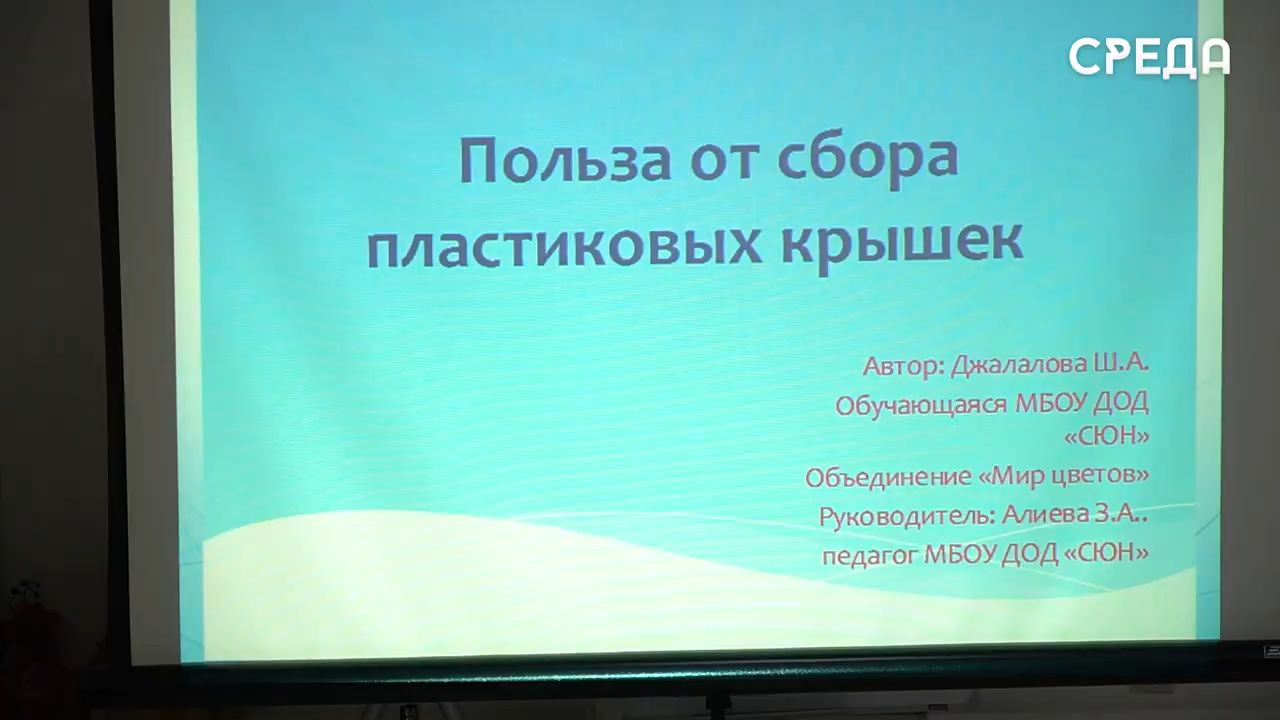 СРЕДА
Польза от сбора
пластиковых крышек
Автор: Джалалова Ш.А.
Обучающаяся МБОУ ДОД
«СЮН»
Объединение «Мир цветов»
Руководитель: Алиева З.А..
педагог МБОУ ДОД «СЮН»